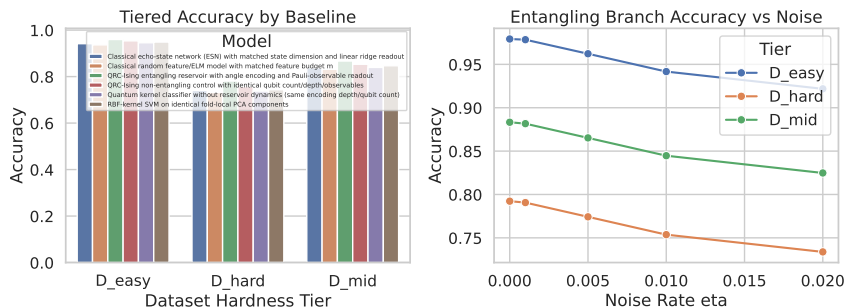 Tiered Accuracy by Baseline
Model
Classical echo-state network (ESN) with matched state dimension and linear ridge readout
Classical random feature/ELM model with matched feature budget m
QRC-Ising entangling reservoir with angle encoding and Pauli-observable readout
QRC-Ising non-entangling control with identical qubit count/depth/observables
Quantum kernel classifier without reservoir dynamics (same encoding depth/qubit count)
RBF-kernel SVM on identical fold-local PCA components
Accuracy
1.0
0.8
0.6
0.4
0.2
0.0
D_easy
D_hard
D_mid
Dataset Hardness Tier
Entangling Branch Accuracy vs Noise
Tier
D_easy
D_hard
D_mid
Accuracy
0.95
0.90
0.85
0.80
0.75
0.000
0.005
0.010
0.015
0.020
Noise Rate eta